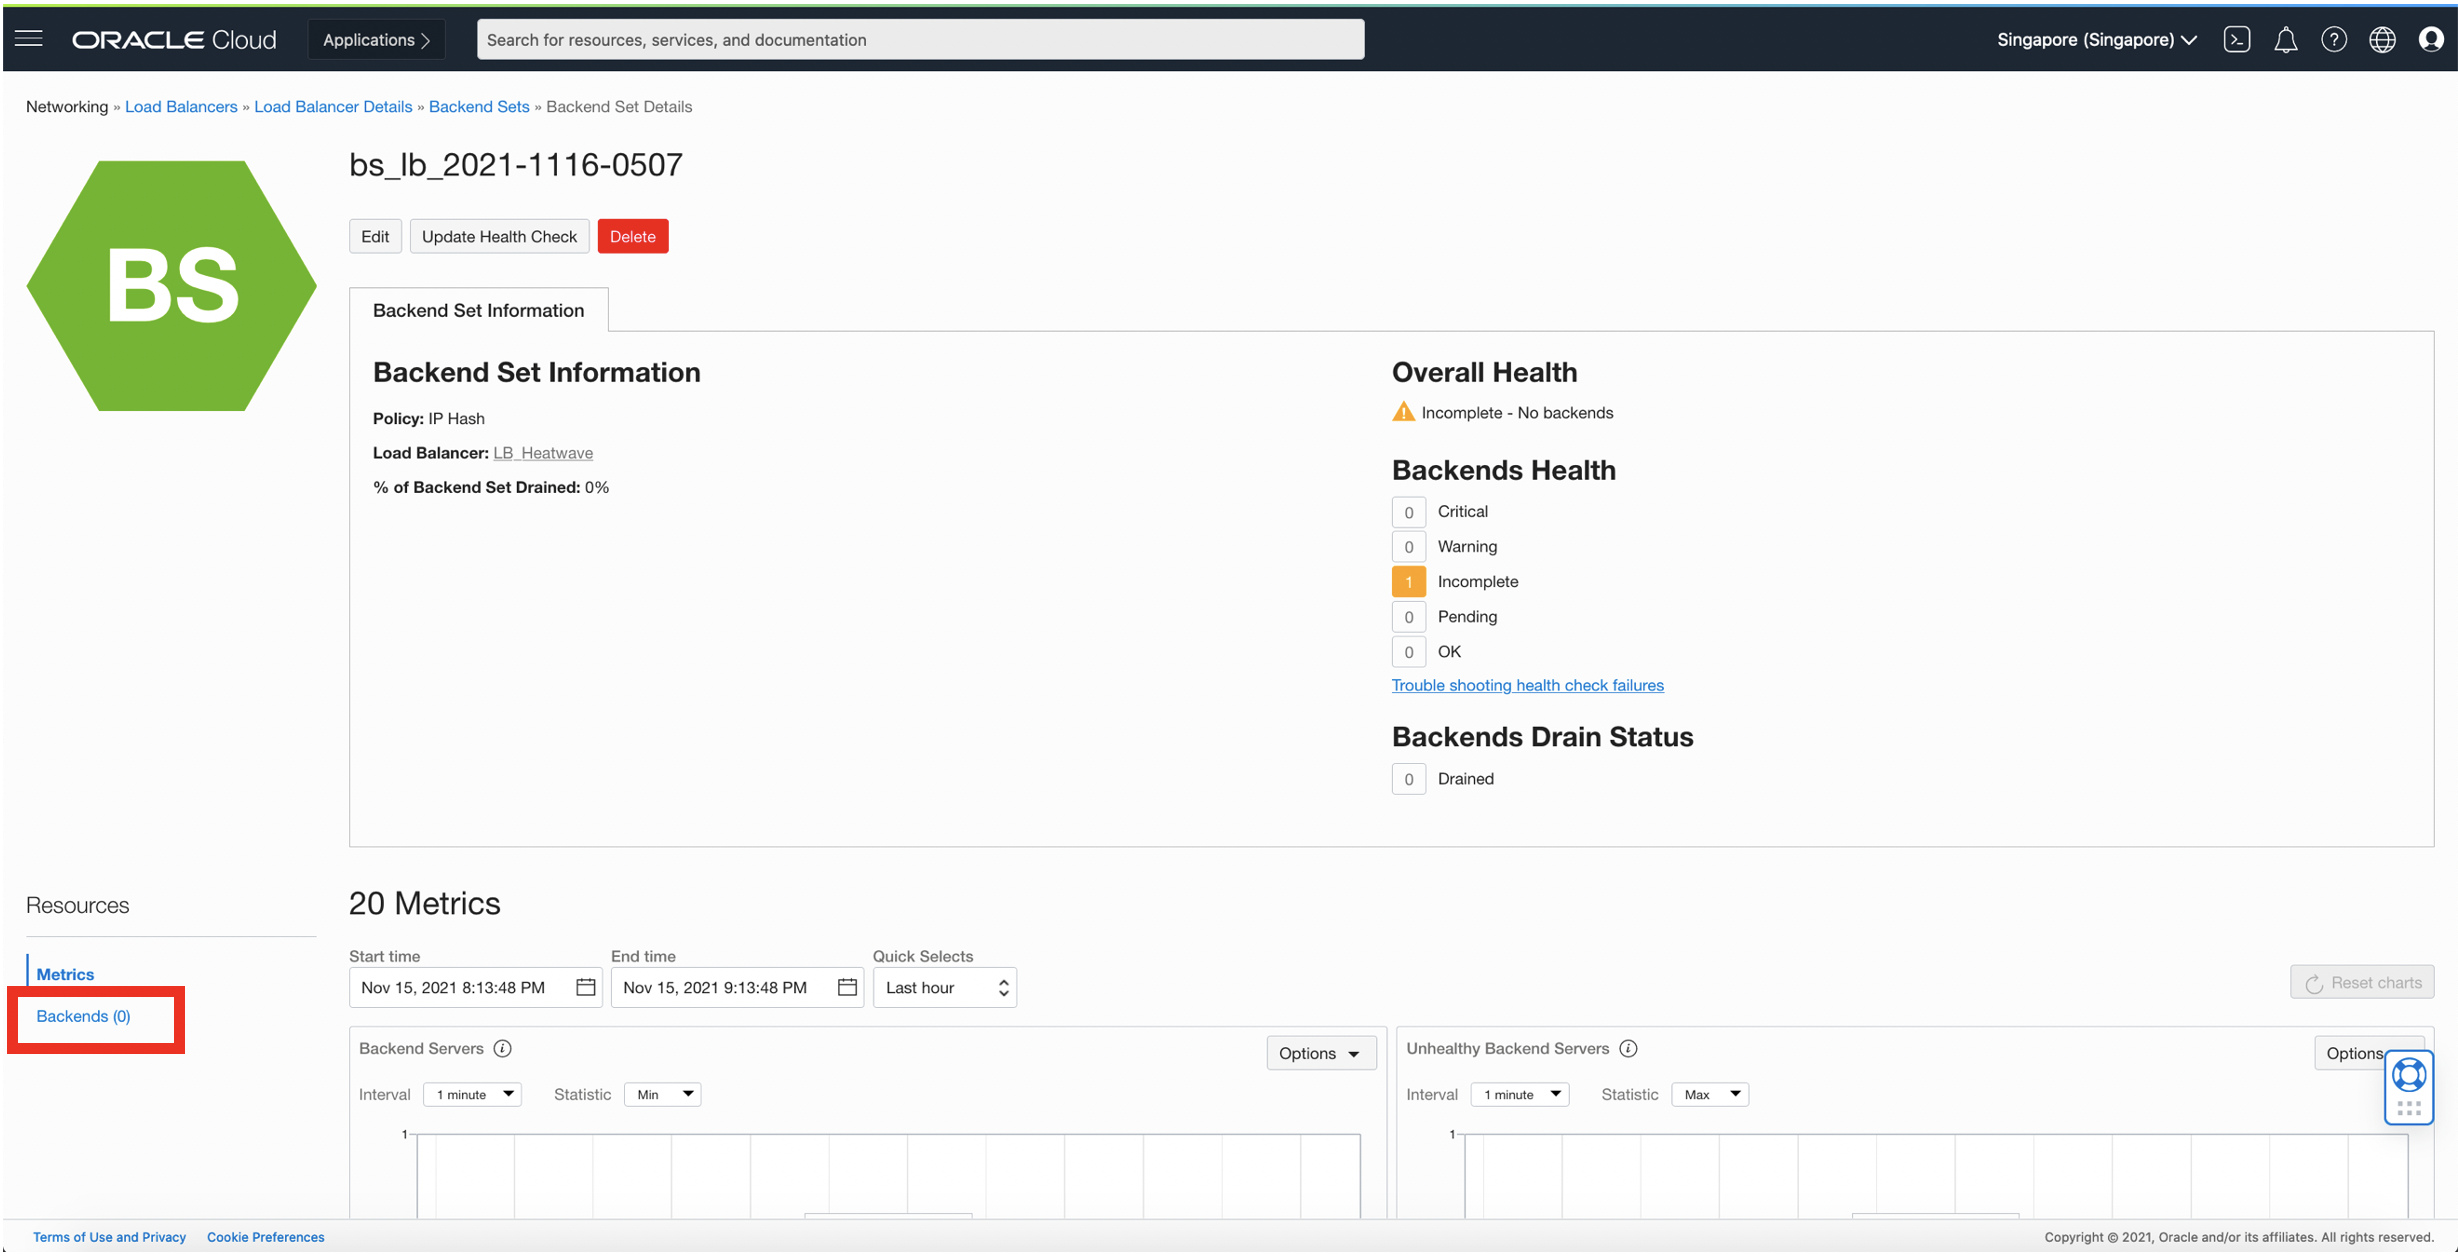 ORACLE Cloud Applications Search for resources, services, and documentation Singapore (Singapore)
Networking » Load Balancers » Load Balancer Details » Backend Sets » Backend Set Details
BS
bs_lb_2021-1116-0507
Edit Update Health Check Delete
Backend Set Information
Backend Set Information
Policy: IP Hash
Load Balancer: LB_Heatwave
% of Backend Set Drained: 0%
Overall Health
Incomplete - No backends
Backends Health
0 Critical
0 Warning
1 Incomplete
0 Pending
0 OK
Trouble shooting health check failures
Backends Drain Status
0 Drained
Resources
Metrics
Backends (0)
20 Metrics
Start time End time Quick Selects
Nov 15, 2021 8:13:48 PM Nov 15, 2021 9:13:48 PM Last hour Reset charts
Backend Servers Options
Interval 1 minute Statistic Min
1
Unhealthy Backend Servers Options
Interval 1 minute Statistic Max
1
Terms of Use and Privacy Cookie Preferences Copyright © 2021, Oracle and/or its affiliates. All rights reserved.